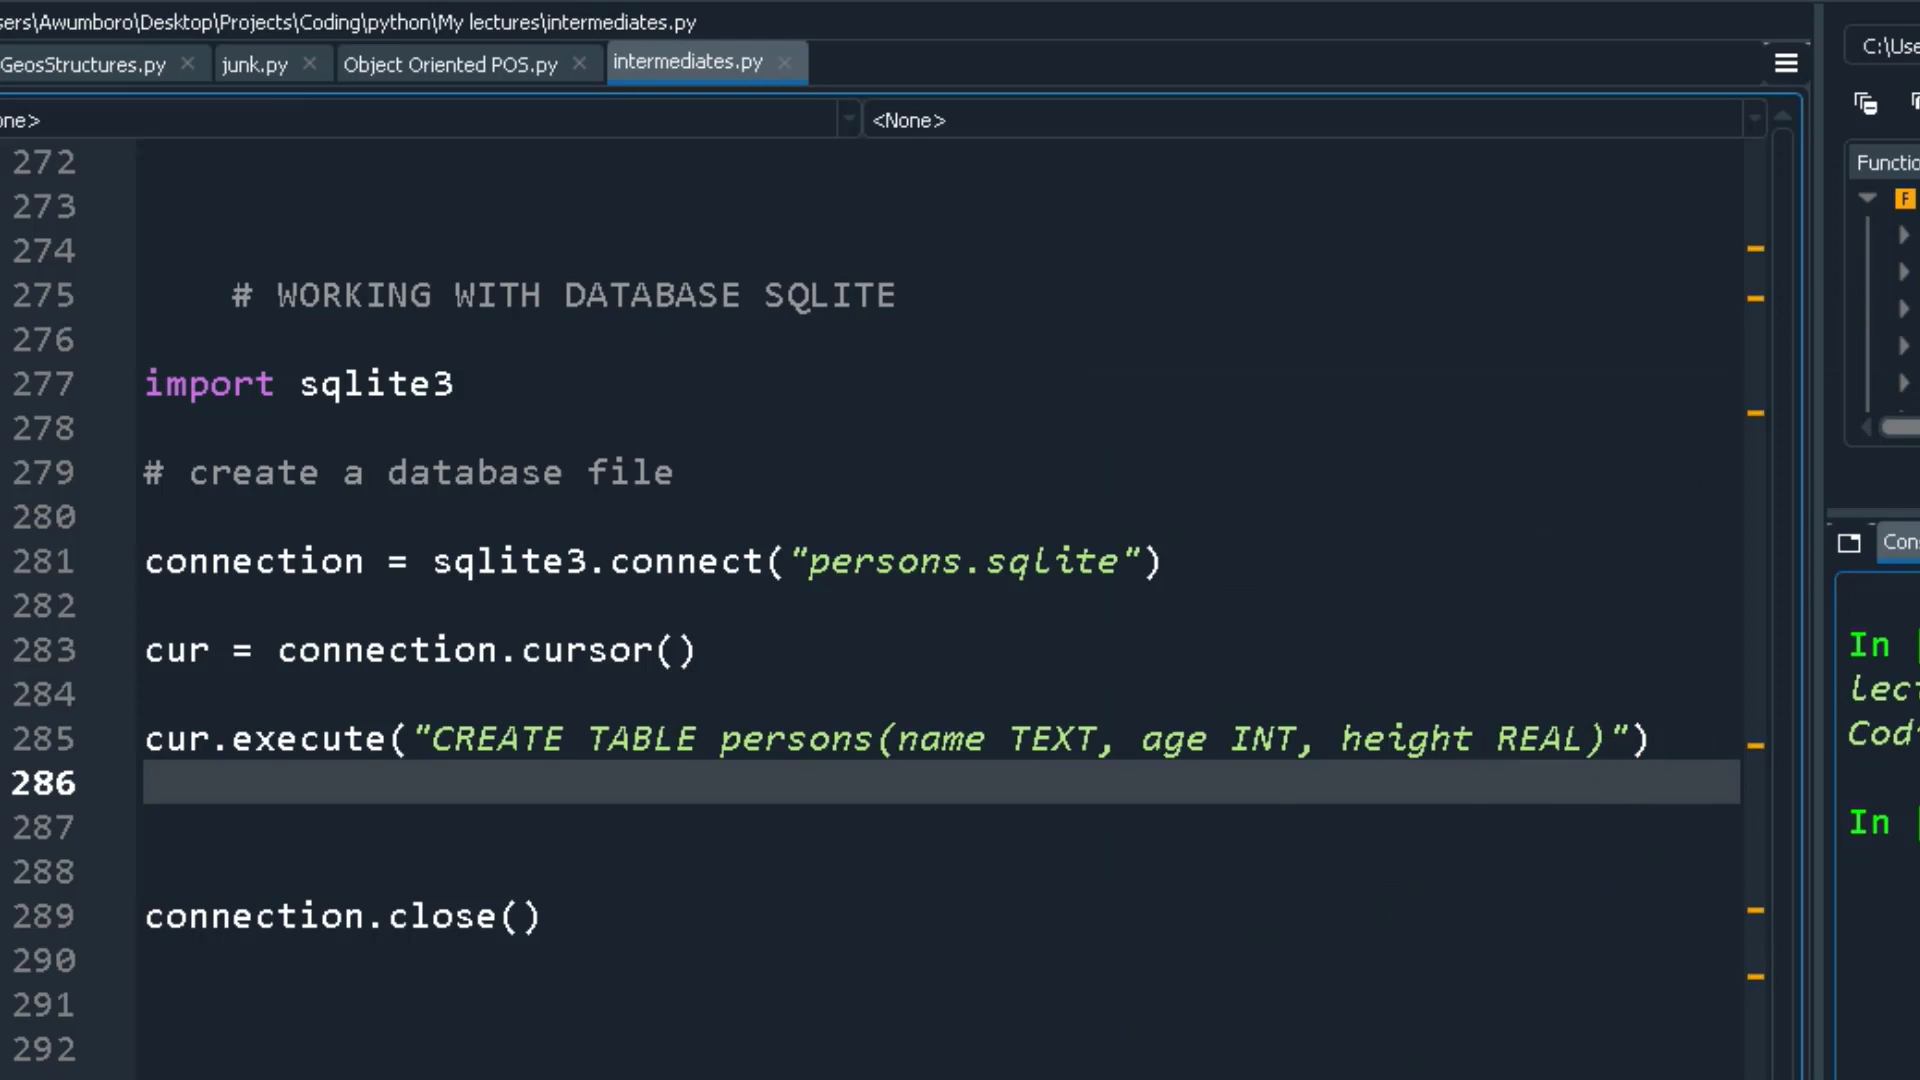 ers\Awumboro\Desktop\Projects\Coding\python\My lectures\intermediates.py
C:\Use
GeosStructures.py
junk.py
Object Oriented POS.py
intermediates.py
one>
<None>
Functio
F
272
273
274
275 # WORKING WITH DATABASE SQLITE
276
277 import sqlite3
278
279 # create a database file
280
281 connection = sqlite3.connect("persons.sqlite")
282
283 cur = connection.cursor()
284
285 cur.execute("CREATE TABLE persons(name TEXT, age INT, height REAL)")
286
287
288
289 connection.close()
290
291
292
Cons
In
lect
Codi
In